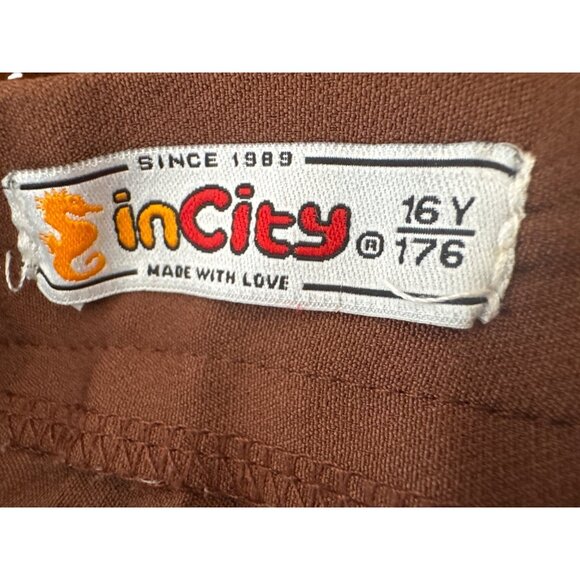 SINCE 1989
inCity ® 16 Y
176
MADE WITH LOVE